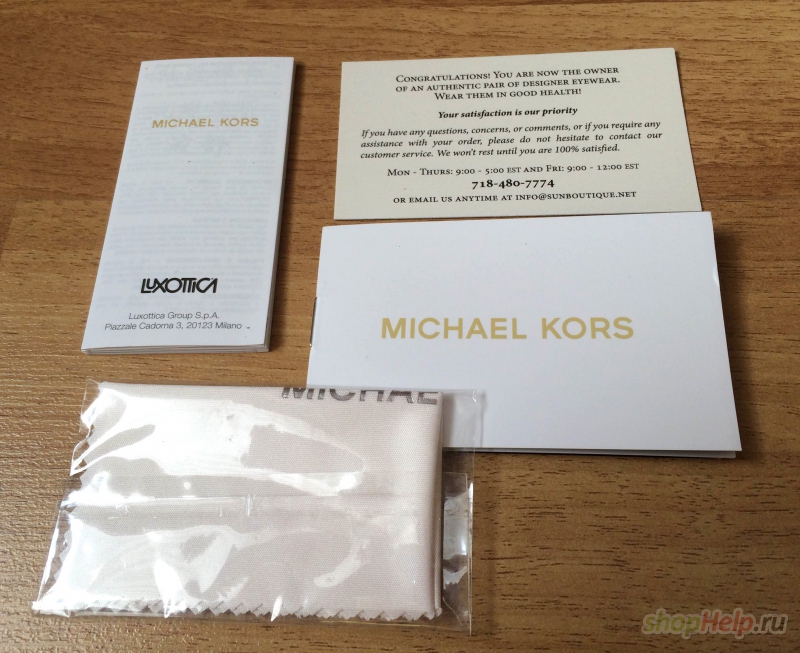 MICHAEL KORS
LUXOTTICA
Luxottica Group S.p.A.
Piazzale Cadorna 3, 20123 Milano
CONGRATULATIONS! YOU ARE NOW THE OWNER
OF AN AUTHENTIC PAIR OF DESIGNER EYEWEAR.
WEAR THEM IN GOOD HEALTH!
Your satisfaction is our priority
If you have any questions, concerns, or comments, or if you require any
assistance with your order, please do not hesitate to contact our
customer service. We won't rest until you are 100% satisfied.
MON - THURS: 9:00 - 5:00 EST AND FRI: 9:00 - 12:00 EST
718-480-7774
OR EMAIL US ANYTIME AT INFO@SUNBOUTIQUE.NET
MICHAEL KORS
MICHAE
shopHelp.ru